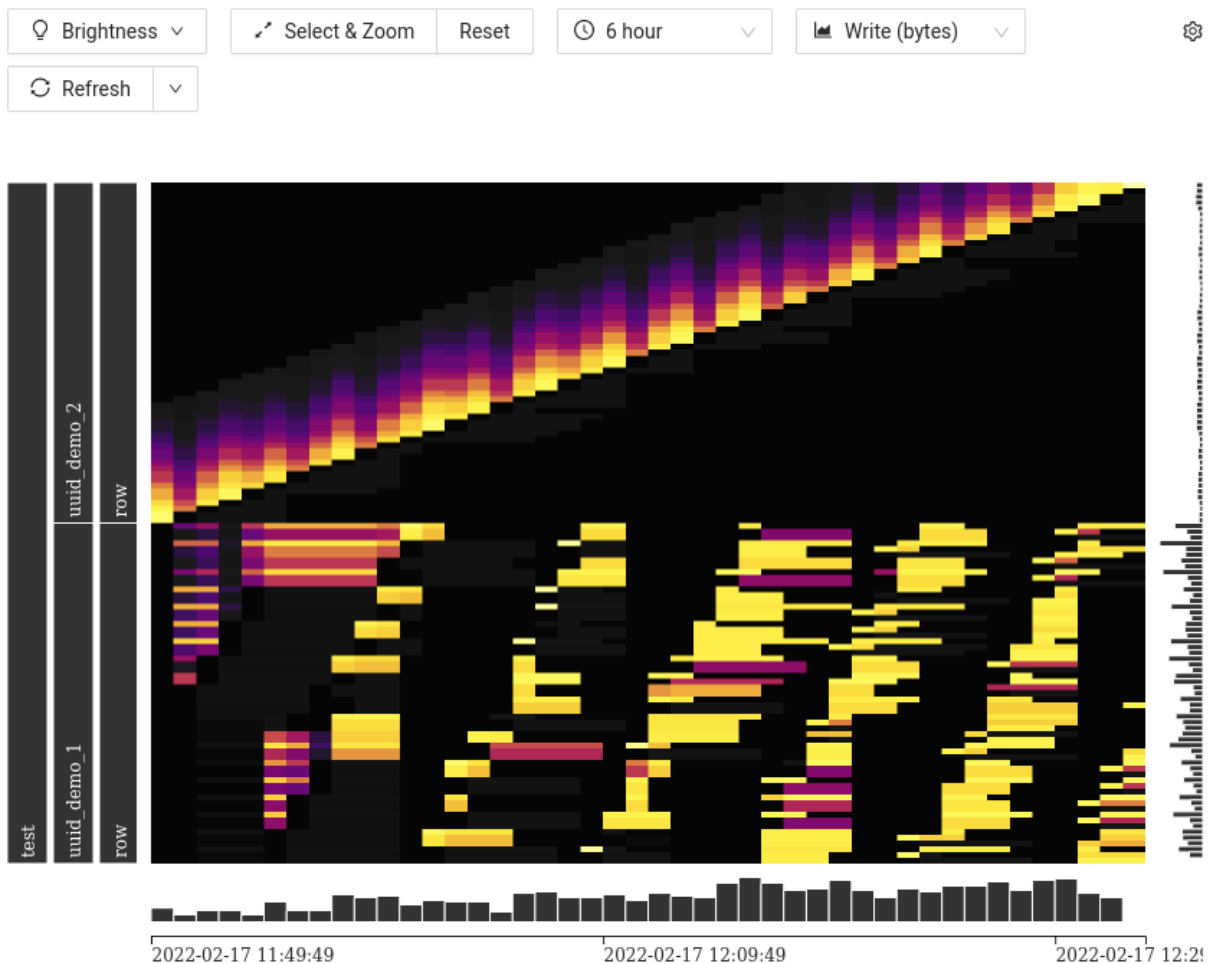 Brightness
Select & Zoom
Reset
6 hour
Write (bytes)
Refresh
test
uuid_demo_2
row
uuid_demo_1
row
2022-02-17 11:49:49
2022-02-17 12:09:49
2022-02-17 12:29